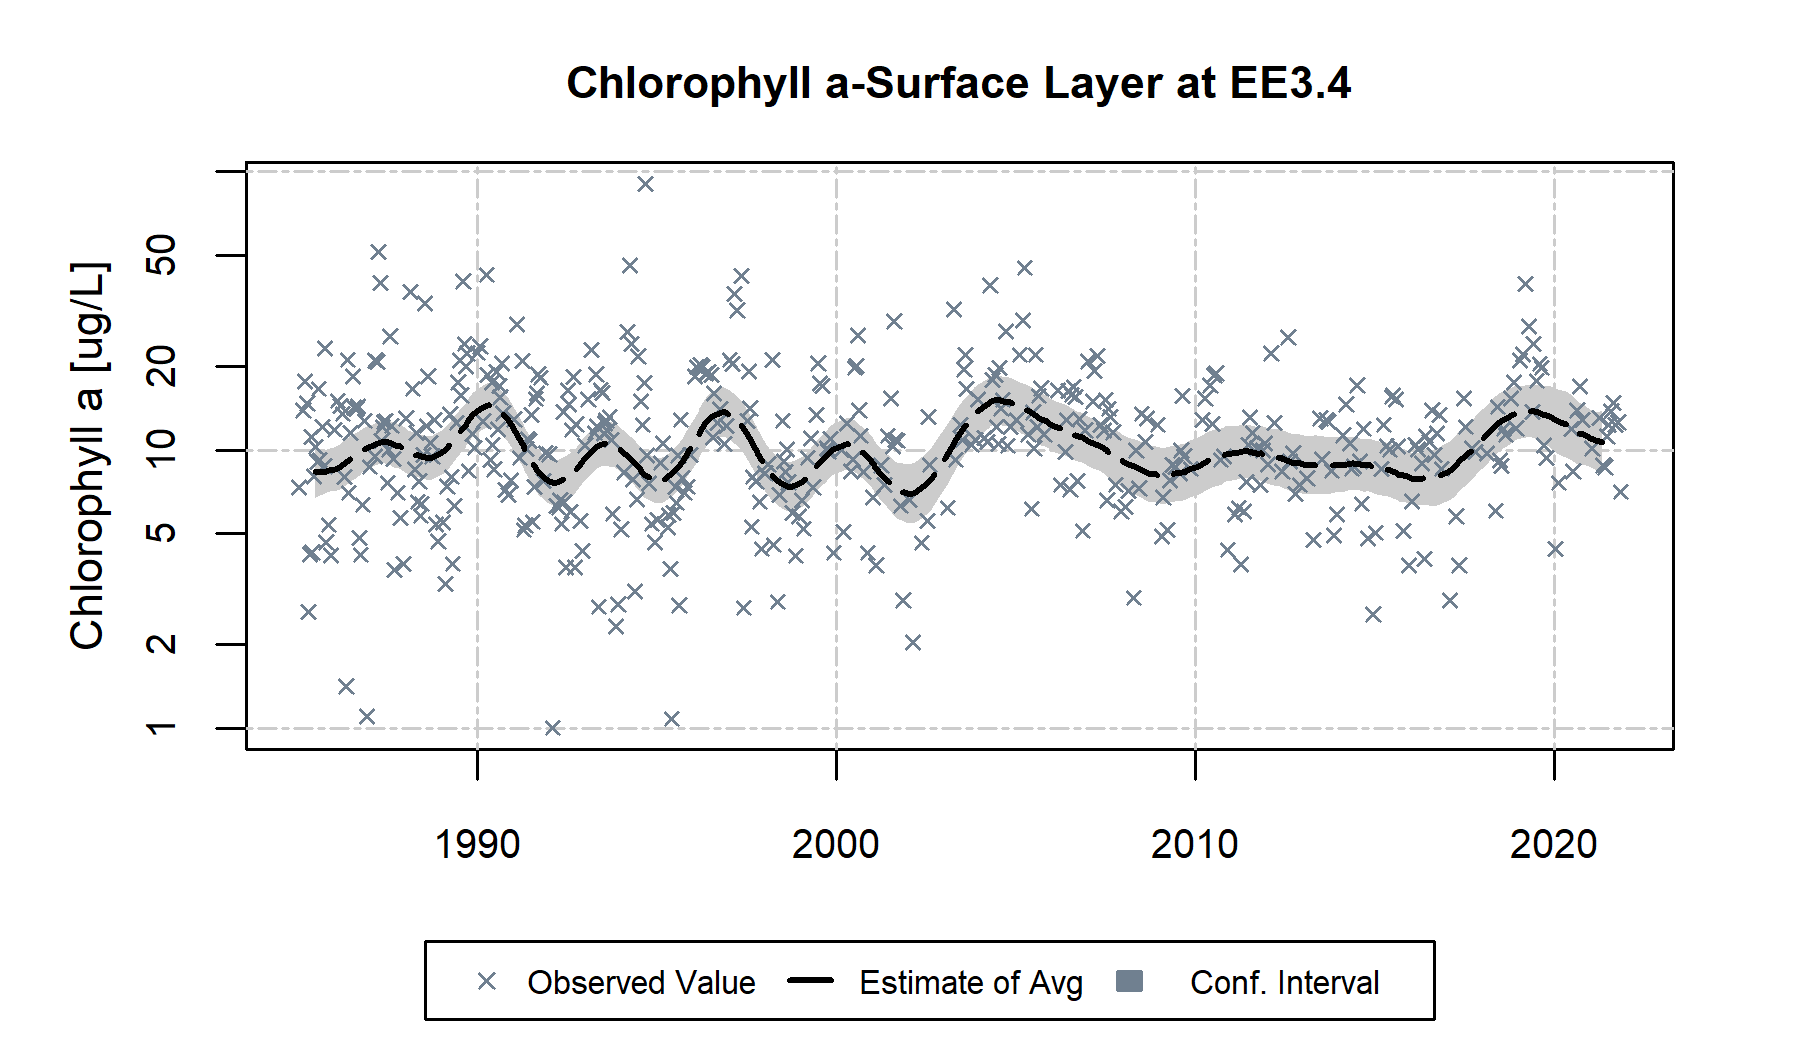 Chlorophyll a-Surface Layer at EE3.4
Chlorophyll a [ug/L]
50
20
10
5
2
1
1990 2000 2010 2020
Observed Value Estimate of Avg Conf. Interval